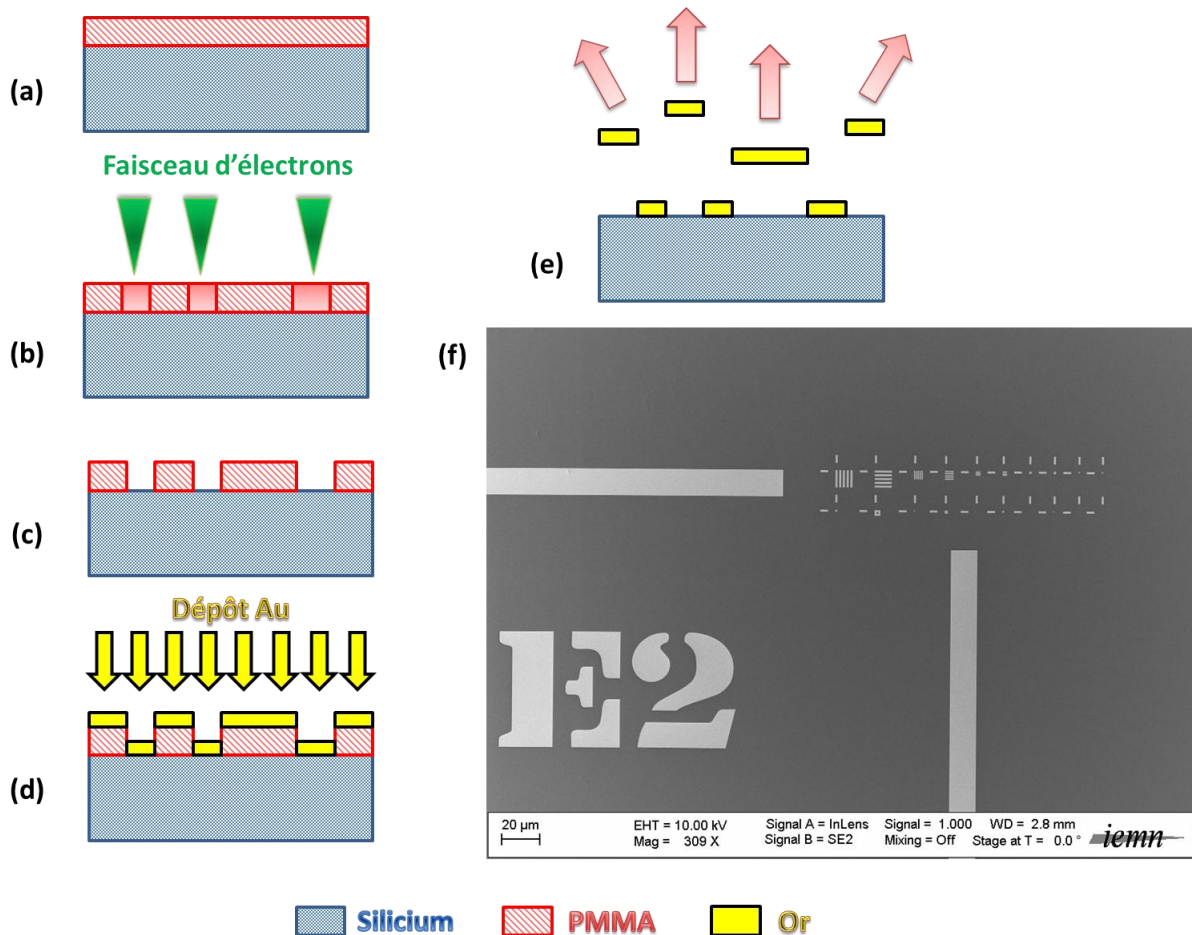 (a)
Faisceau d'électrons
(b)
(c)
Dépôt Au
(d)
(e)
(f)
E2
20 µm
EHT = 10.00 kV
Mag = 309 X
Signal A = InLens
Signal B = SE2
Signal = 1.000
Mixing = Off
WD = 2.8 mm
Stage at T = 0.0 °
iemn
Silicium
PMMA
Or